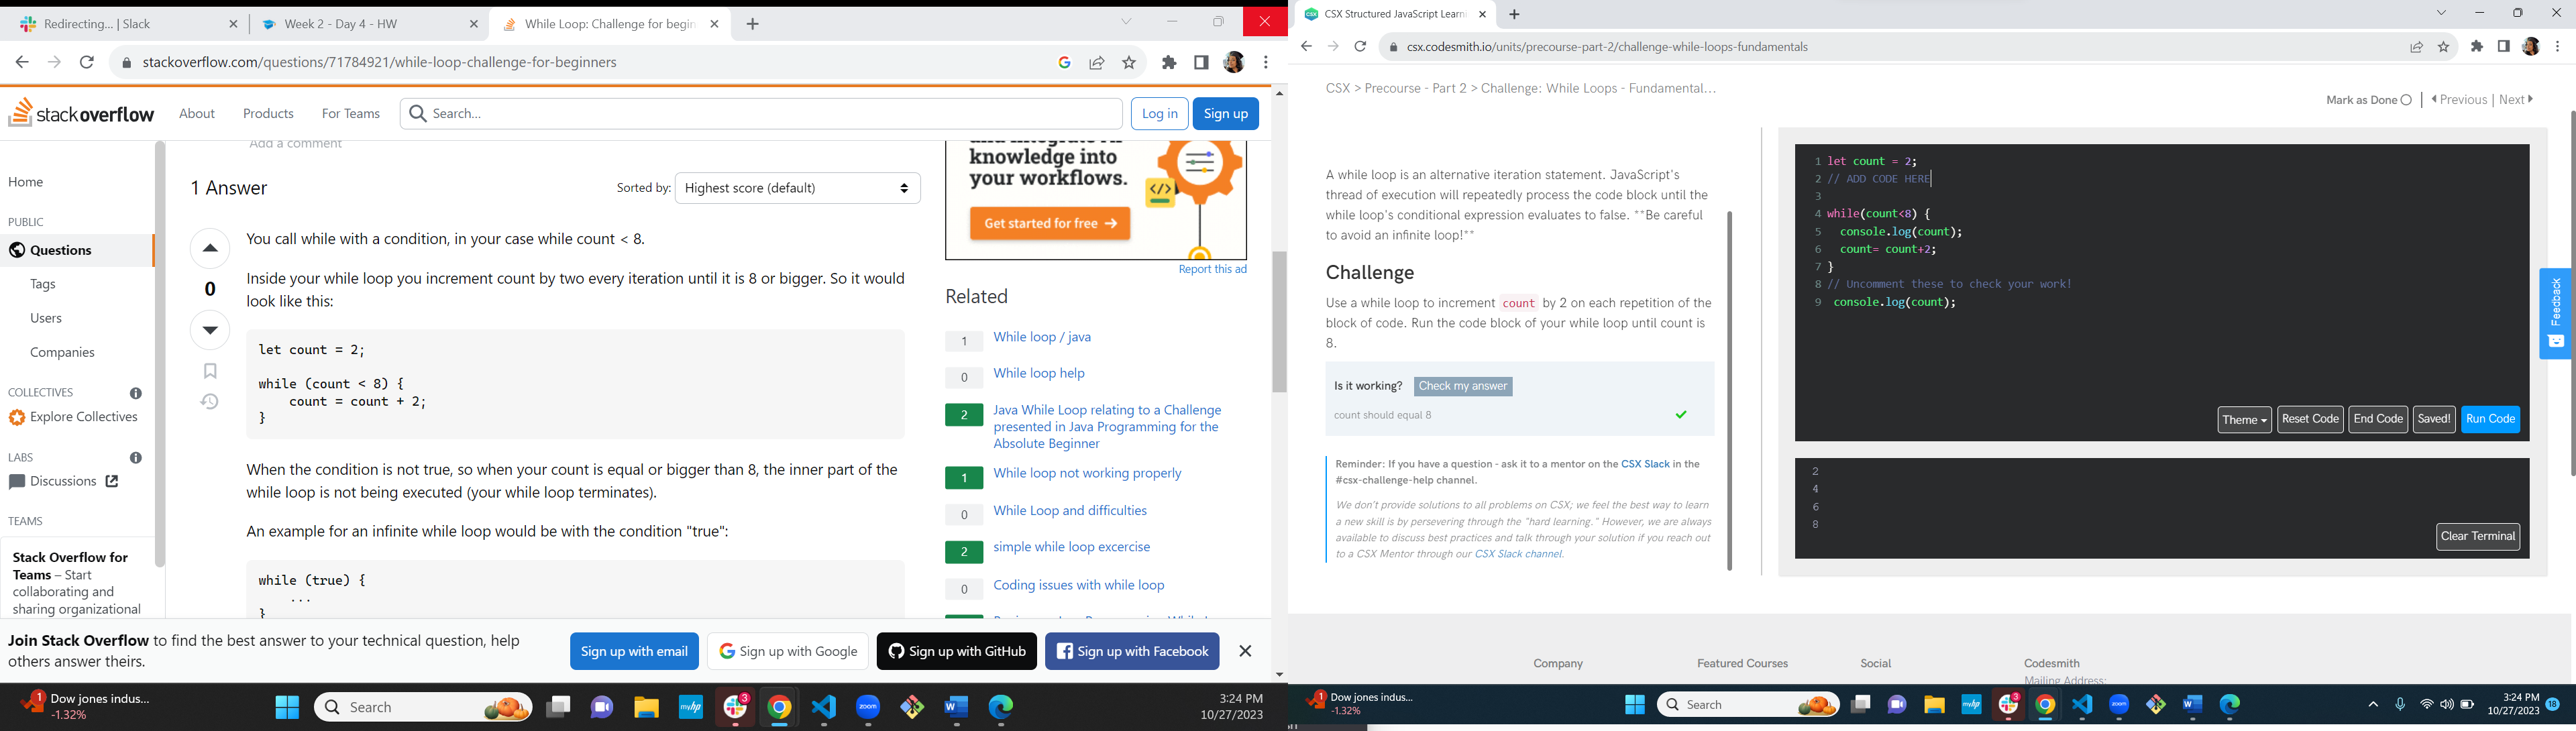 Redirecting... | Slack
Week 2 - Day 4 - HW
While Loop: Challenge for begin
stackoverflow.com/questions/71784921/while-loop-challenge-for-beginners
stackoverflow
About
Products
For Teams
Search...
Log in
Sign up
Home
PUBLIC
Questions
Tags
Users
Companies
COLLECTIVES
Explore Collectives
LABS
Discussions
TEAMS
Stack Overflow for
Teams – Start
collaborating and
sharing organizational
Add a comment
1 Answer
Sorted by:
Highest score (default)
0
You call while with a condition, in your case while count < 8.
Inside your while loop you increment count by two every iteration until it is 8 or bigger. So it would
look like this:
let count = 2;
while (count < 8) {
count = count + 2;
}
When the condition is not true, so when your count is equal or bigger than 8, the inner part of the
while loop is not being executed (your while loop terminates).
An example for an infinite while loop would be with the condition "true":
while (true) {
...
}
knowledge into
your workflows.
Get started for free →
</>
Report this ad
Related
1 While loop / java
0 While loop help
2 Java While Loop relating to a Challenge
presented in Java Programming for the
Absolute Beginner
1 While loop not working properly
0 While Loop and difficulties
2 simple while loop excercise
0 Coding issues with while loop
Join Stack Overflow to find the best answer to your technical question, help
others answer theirs.
Sign up with email
Sign up with Google
Sign up with GitHub
Sign up with Facebook
1
Dow jones indus...
-1.32%
Search
myhp
3
zoom
W
3:24 PM
10/27/2023
CSX
CSX Structured JavaScript Learni
csx.codesmith.io/units/precourse-part-2/challenge-while-loops-fundamentals
CSX > Precourse - Part 2 > Challenge: While Loops - Fundamental...
Mark as Done
Previous | Next
A while loop is an alternative iteration statement. JavaScript's
thread of execution will repeatedly process the code block until the
while loop's conditional expression evaluates to false. **Be careful
to avoid an infinite loop!**
Challenge
Use a while loop to increment count by 2 on each repetition of the
block of code. Run the code block of your while loop until count is
8.
Is it working?
Check my answer
count should equal 8
Reminder: If you have a question - ask it to a mentor on the CSX Slack in the
#csx-challenge-help channel.
We don't provide solutions to all problems on CSX; we feel the best way to learn
a new skill is by persevering through the "hard learning." However, we are always
available to discuss best practices and talk through your solution if you reach out
to a CSX Mentor through our CSX Slack channel.
1 let count = 2;
2 // ADD CODE HERE
3
4 while(count<8) {
5 console.log(count);
6 count= count+2;
7 }
8 // Uncomment these to check your work!
9 console.log(count);
Theme
Reset Code
End Code
Saved!
Run Code
2
4
6
8
Clear Terminal
Feedback
Company
Featured Courses
Social
Codesmith
Mailing Address:
1
Dow jones indus...
-1.32%
Search
myhp
3
zoom
W
3:24 PM
10/27/2023
18